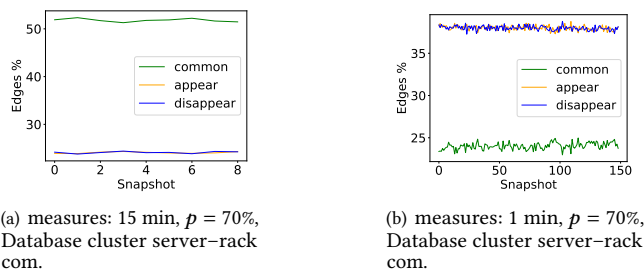 50
40
30
Edges %
common
appear
disappear
0 2 4 6 8
Snapshot
(a) measures: 15 min, p = 70%,
Database cluster server–rack
com.
35
30
25
Edges %
common
appear
disappear
0 50 100 150
Snapshot
(b) measures: 1 min, p = 70%,
Database cluster server–rack
com.